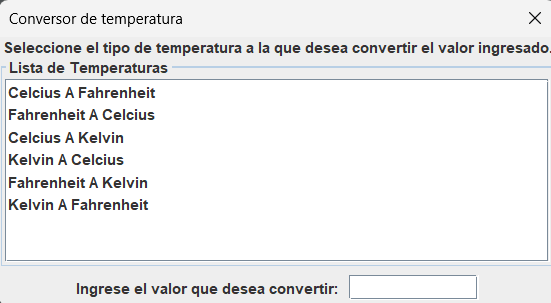 Conversor de temperatura
Seleccione el tipo de temperatura a la que desea convertir el valor ingresado.
Lista de Temperaturas
Celcius A Fahrenheit
Fahrenheit A Celcius
Celcius A Kelvin
Kelvin A Celcius
Fahrenheit A Kelvin
Kelvin A Fahrenheit
Ingrese el valor que desea convertir: